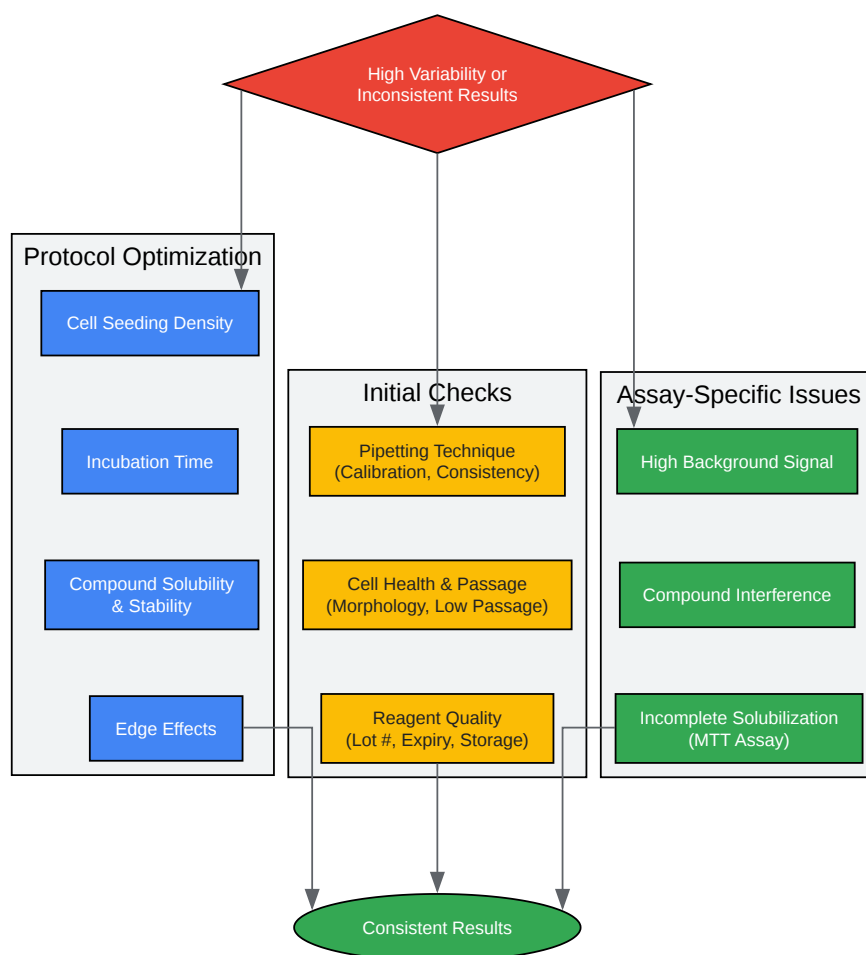 High Variability or
Inconsistent Results
Protocol Optimization
Cell Seeding Density
Incubation Time
Compound Solubility
& Stability
Edge Effects
Initial Checks
Pipetting Technique
(Calibration, Consistency)
Cell Health & Passage
(Morphology, Low Passage)
Reagent Quality
(Lot #, Expiry, Storage)
Assay-Specific Issues
High Background Signal
Compound Interference
Incomplete Solubilization
(MTT Assay)
Consistent Results